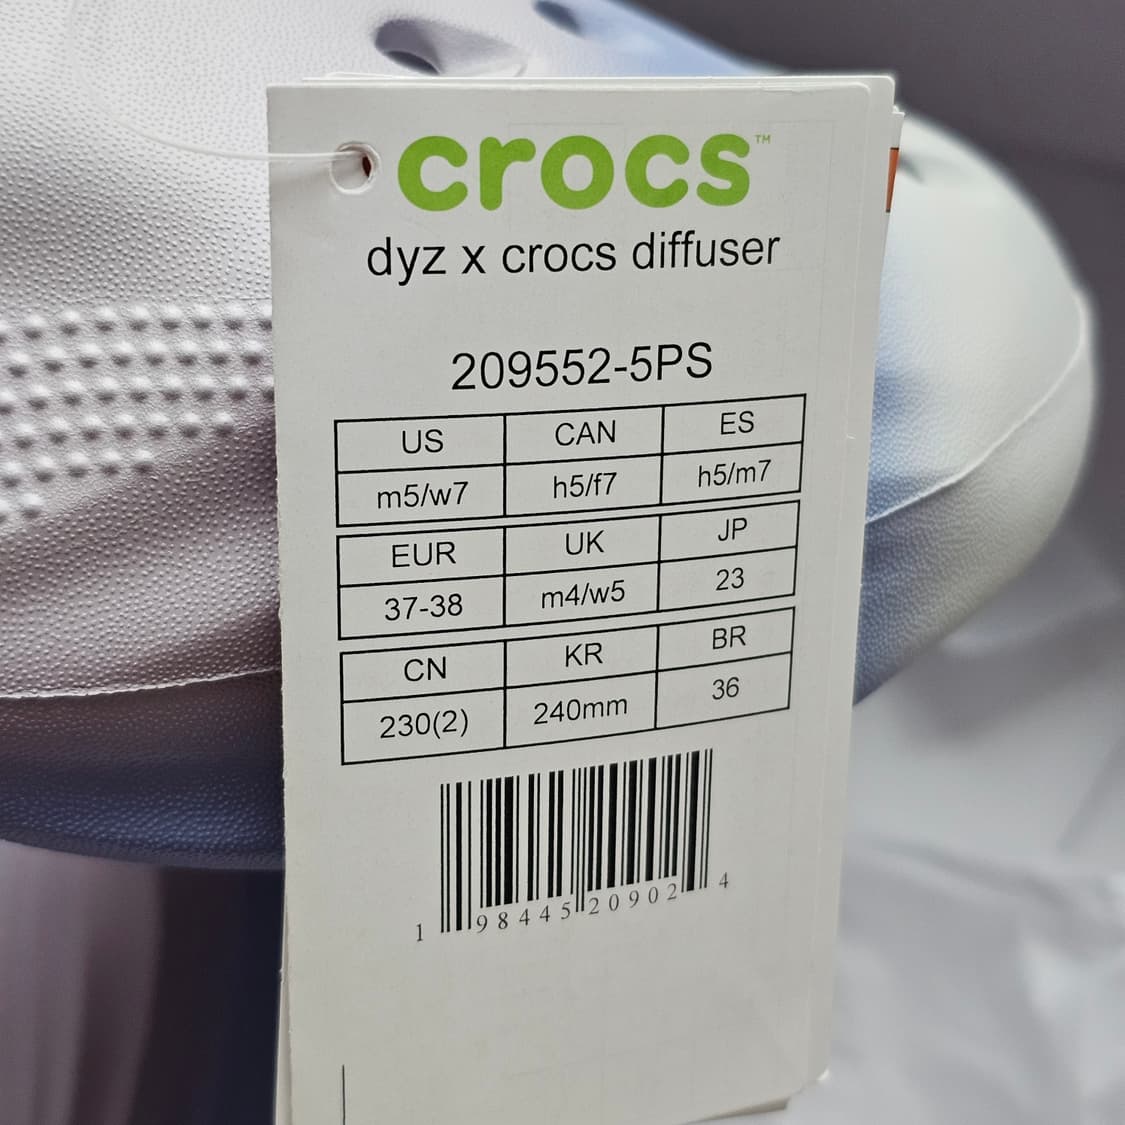 crocs™
dyz x crocs diffuser
209552-5PS
US CAN ES
m5/w7 h5/f7 h5/m7
EUR UK JP
37-38 m4/w5 23
CN KR BR
230(2) 240mm 36
1 98445 20902 4